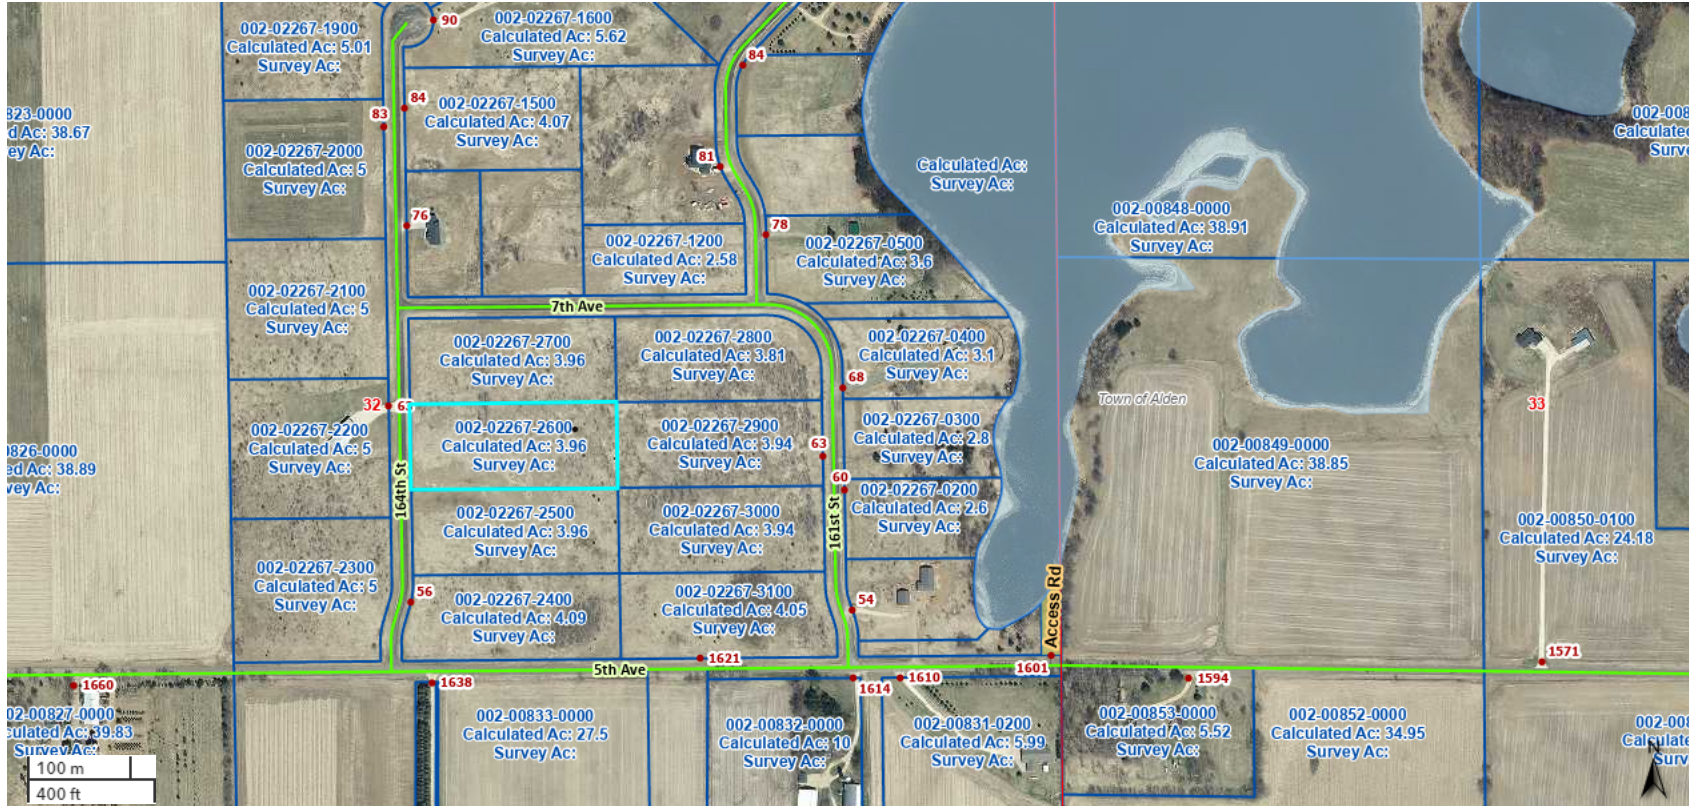 90
002-02267-1900
Calculated Ac: 5.01
Survey Ac:
002-02267-1600
Calculated Ac: 5.62
Survey Ac:
84
84
83
002-02267-1500
Calculated Ac: 4.07
Survey Ac:
823-0000
d Ac: 38.67
ey Ac:
002-02267-2000
Calculated Ac: 5
Survey Ac:
81
Calculated Ac:
Survey Ac:
002-008
Calculate
Surv
76
78
002-00848-0000
Calculated Ac: 38.91
Survey Ac:
002-02267-1200
Calculated Ac: 2.58
Survey Ac:
002-02267-0500
Calculated Ac: 3.6
Survey Ac:
002-02267-2100
Calculated Ac: 5
Survey Ac:
7th Ave
002-02267-2700
Calculated Ac: 3.96
Survey Ac:
002-02267-2800
Calculated Ac: 3.81
Survey Ac:
002-02267-0400
Calculated Ac: 3.1
Survey Ac:
68
32
Town of Alden
33
002-02267-2200
Calculated Ac: 5
Survey Ac:
002-02267-2600
Calculated Ac: 3.96
Survey Ac:
002-02267-2900
Calculated Ac: 3.94
Survey Ac:
63
002-02267-0300
Calculated Ac: 2.8
Survey Ac:
002-00849-0000
Calculated Ac: 38.85
Survey Ac:
0826-0000
ed Ac: 38.89
vey Ac:
60
164th St
161st St
002-02267-2500
Calculated Ac: 3.96
Survey Ac:
002-02267-3000
Calculated Ac: 3.94
Survey Ac:
002-02267-0200
Calculated Ac: 2.6
Survey Ac:
002-00850-0100
Calculated Ac: 24.18
Survey Ac:
002-02267-2300
Calculated Ac: 5
Survey Ac:
56
002-02267-2400
Calculated Ac: 4.09
Survey Ac:
002-02267-3100
Calculated Ac: 4.05
Survey Ac:
54
Access Rd
1621
5th Ave
1601
1571
1660
1638
1614
1610
1594
02-00827-0000
culated Ac: 39.83
Survey Ac:
002-00833-0000
Calculated Ac: 27.5
Survey Ac:
002-00832-0000
Calculated Ac: 10
Survey Ac:
002-00831-0200
Calculated Ac: 5.99
Survey Ac:
002-00853-0000
Calculated Ac: 5.52
Survey Ac:
002-00852-0000
Calculated Ac: 34.95
Survey Ac:
002-008
Calculate
Surv
N
100 m
400 ft